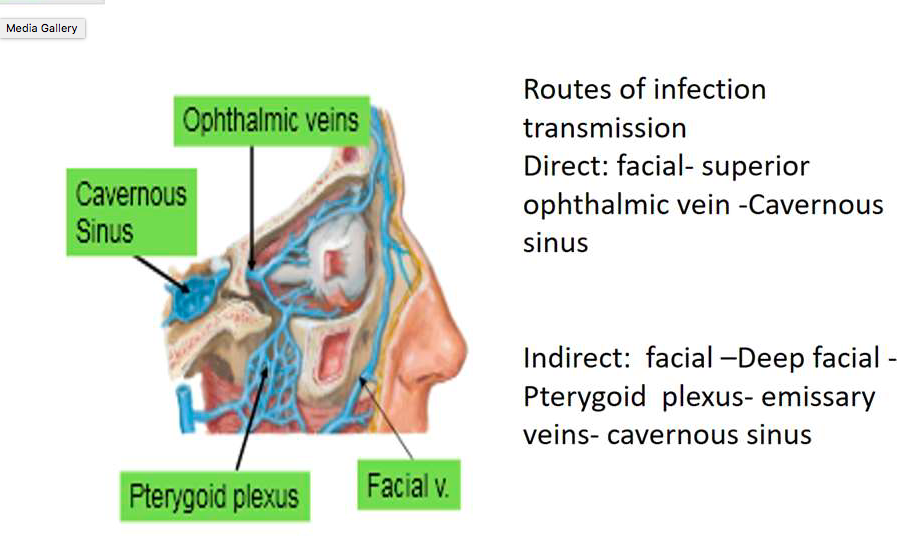 Media Gallery
Ophthalmic veins
Cavernous
Sinus
Pterygoid plexus
Facial v.
Routes of infection
transmission
Direct: facial- superior
ophthalmic vein -Cavernous
sinus
Indirect:  facial –Deep facial -
Pterygoid  plexus- emissary
veins- cavernous sinus